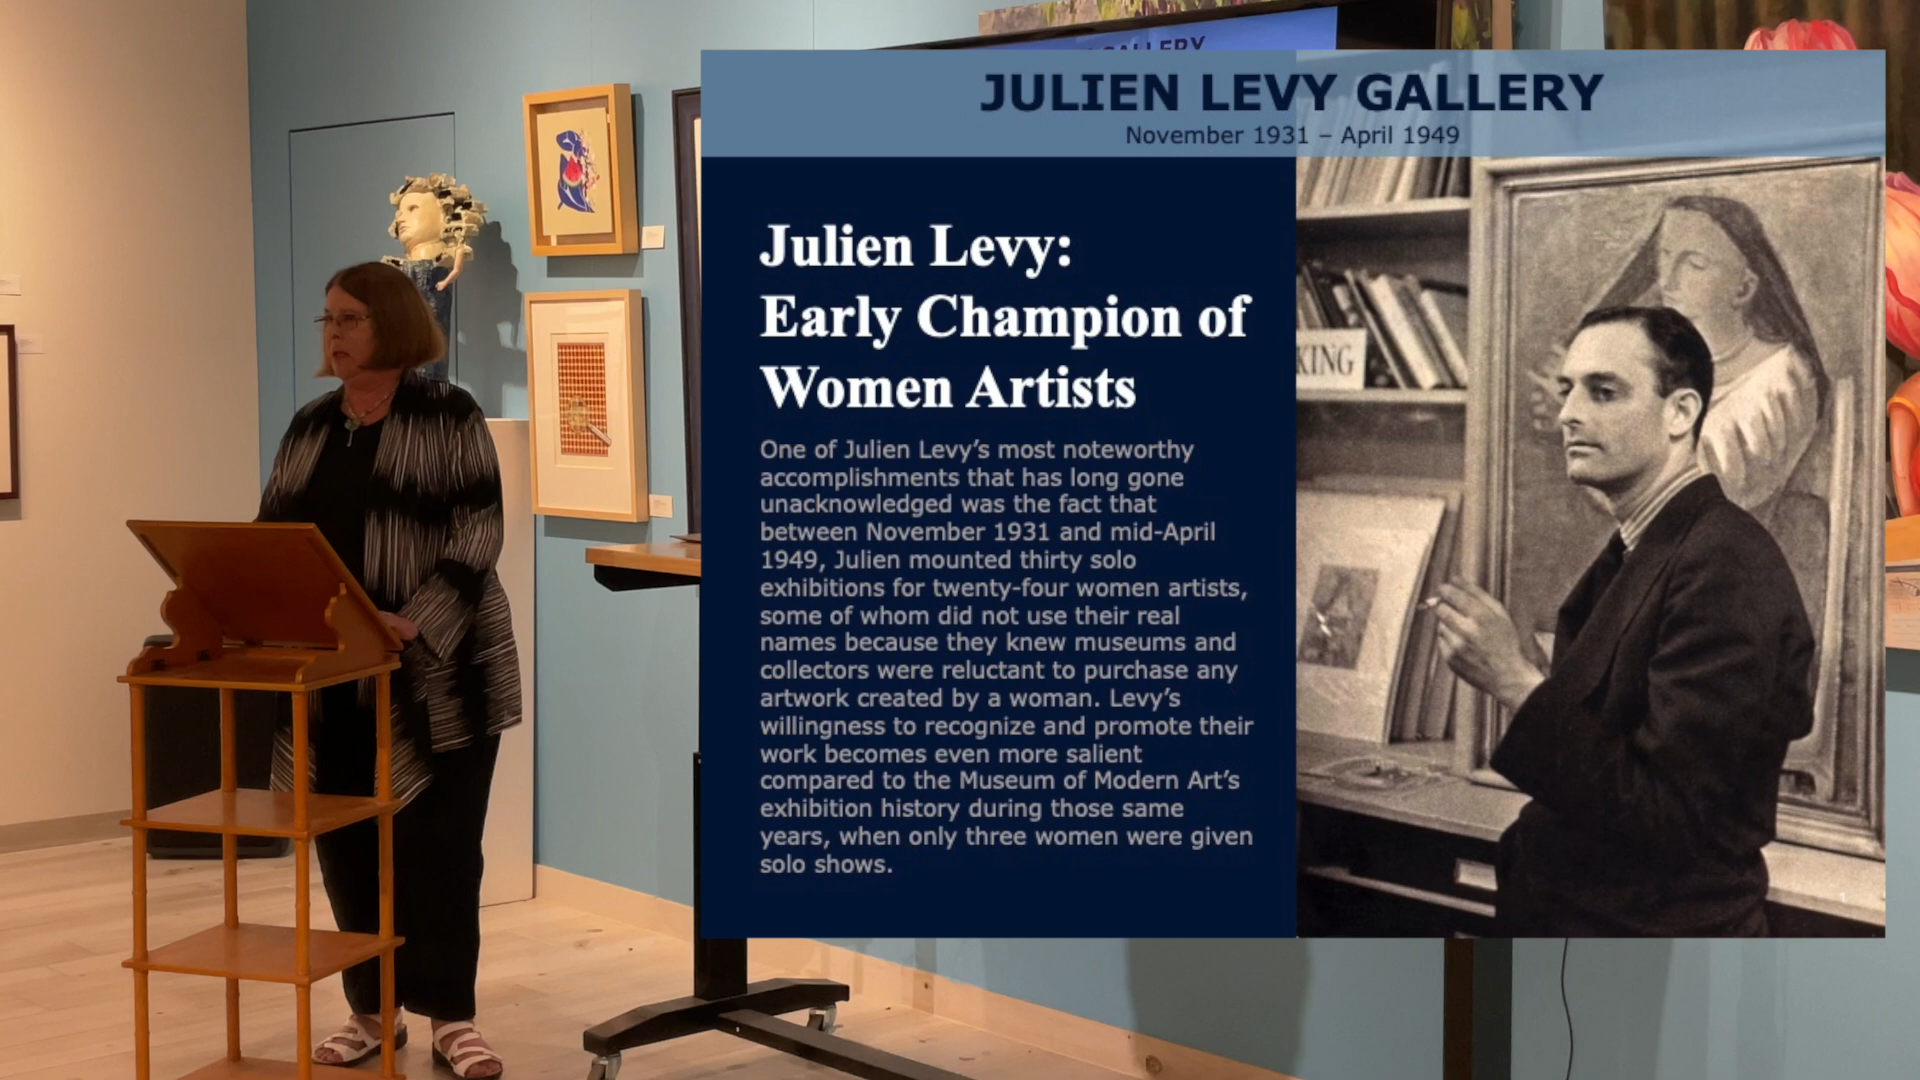 GALLERY
JULIEN LEVY GALLERY
November 1931 – April 1949
Julien Levy:
Early Champion of
Women Artists
One of Julien Levy's most noteworthy
accomplishments that has long gone
unacknowledged was the fact that
between November 1931 and mid-April
1949, Julien mounted thirty solo
exhibitions for twenty-four women artists,
some of whom did not use their real
names because they knew museums and
collectors were reluctant to purchase any
artwork created by a woman. Levy's
willingness to recognize and promote their
work becomes even more salient
compared to the Museum of Modern Art's
exhibition history during those same
years, when only three women were given
solo shows.
KING
1